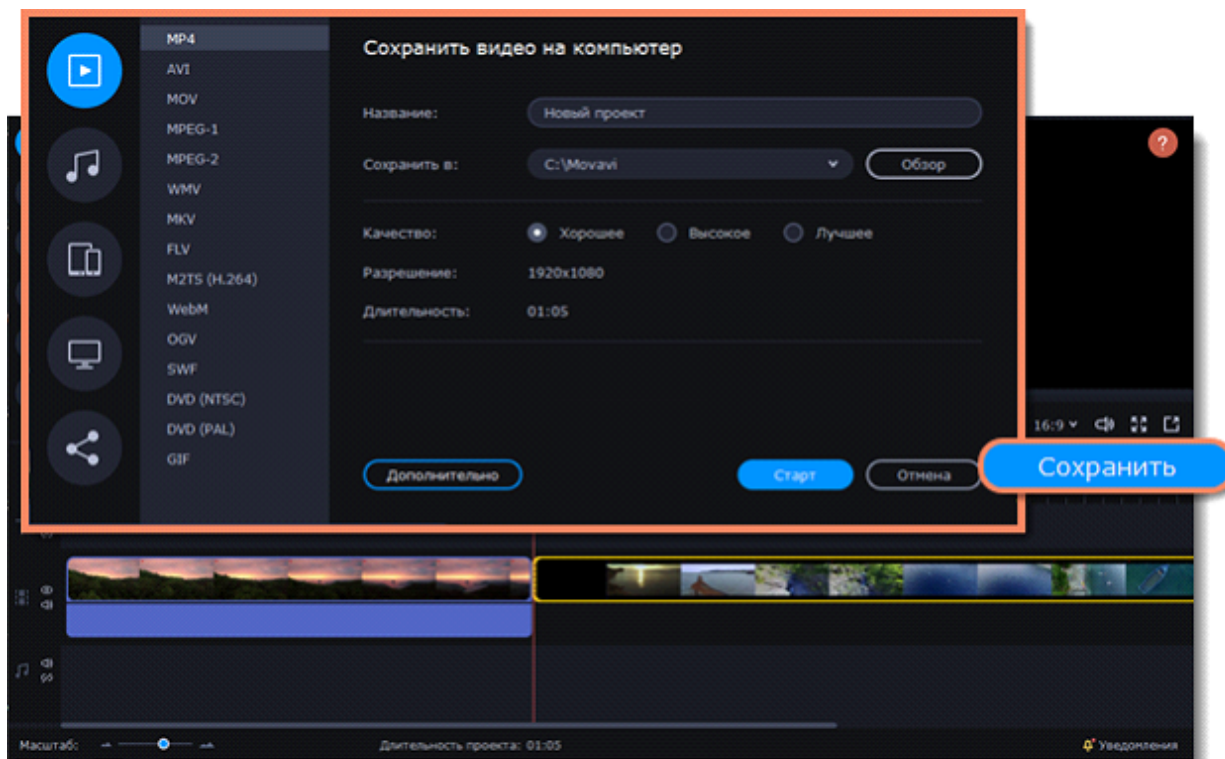 MP4
AVI
MOV
MPEG-1
MPEG-2
WMV
MKV
FLV
M2TS (H.264)
WebM
OGV
SWF
DVD (NTSC)
DVD (PAL)
GIF
Сохранить видео на компьютер
Название: Новый проект
Сохранить в: C:\Movavi Обзор
Качество: Хорошее Высокое Лучшее
Разрешение: 1920x1080
Длительность: 01:05
Дополнительно Старт Отмена
?
16:9
Сохранить
Масштаб: Длительность проекта: 01:05 Уведомления